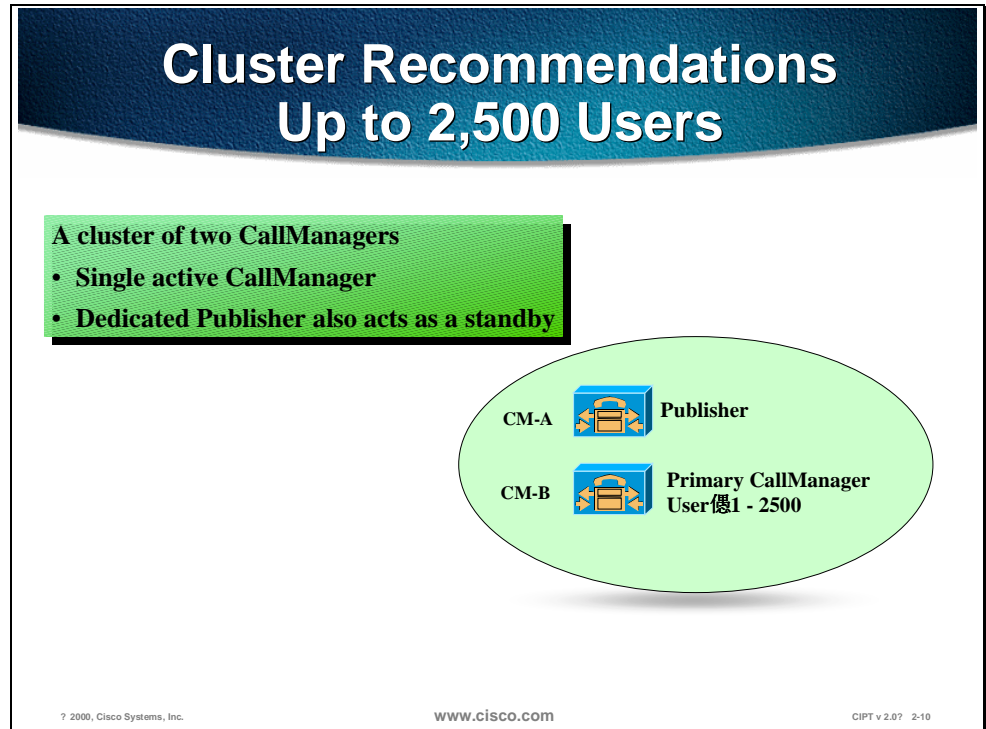 Cluster Recommendations
Up to 2,500 Users
A cluster of two CallManagers
• Single active CallManager
• Dedicated Publisher also acts as a standby
CM-A
Publisher
CM-B
Primary CallManager
User僁1 - 2500
? 2000, Cisco Systems, Inc.
www.cisco.com
CIPT v 2.0? 2-10